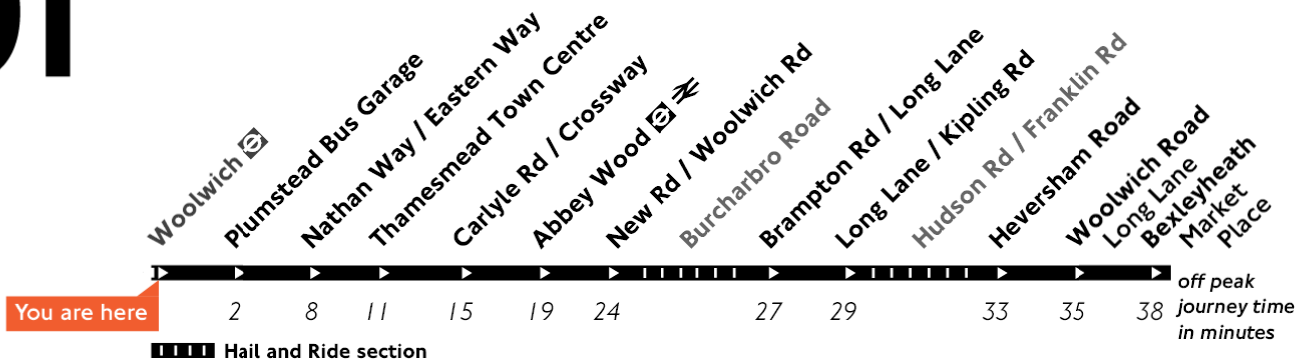 Woolwich
Plumstead Bus Garage
Nathan Way / Eastern Way
Thamesmead Town Centre
Carlyle Rd / Crossway
Abbey Wood
New Rd / Woolwich Rd
Burcharbro Road
Brampton Rd / Long Lane
Long Lane / Kipling Rd
Hudson Rd / Franklin Rd
Heversham Road
Woolwich Road
Long Lane
Bexleyheath
Market
Place
You are here
2 8 11 15 19 24 27 29 33 35 38
off peak
journey time
in minutes
Hail and Ride section